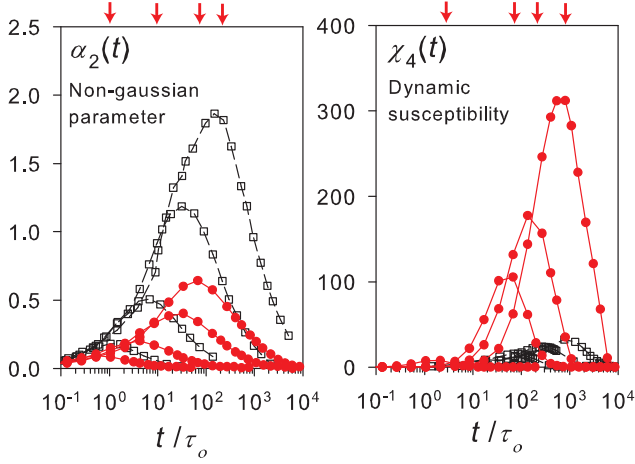 α₂(t)
Non-gaussian
parameter
2.5
2.0
1.5
1.0
0.5
0.0
10⁻¹ 10⁰ 10¹ 10² 10³ 10⁴
t / τₒ
χ₄(t)
Dynamic
susceptibility
400
300
200
100
0
10⁻¹ 10⁰ 10¹ 10² 10³ 10⁴
t / τₒ